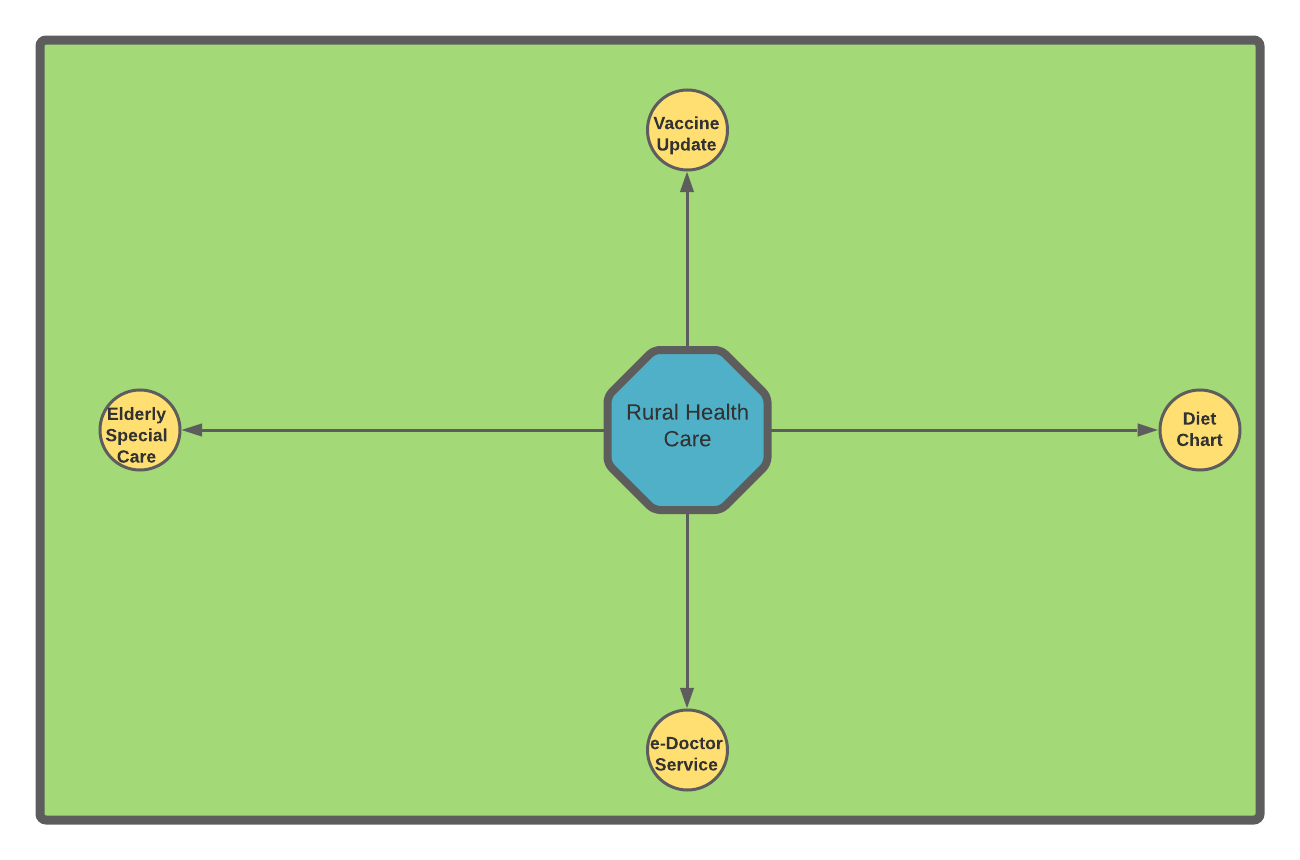 Vaccine
Update
Elderly
Special
Care
Rural Health
Care
Diet
Chart
e-Doctor
Service